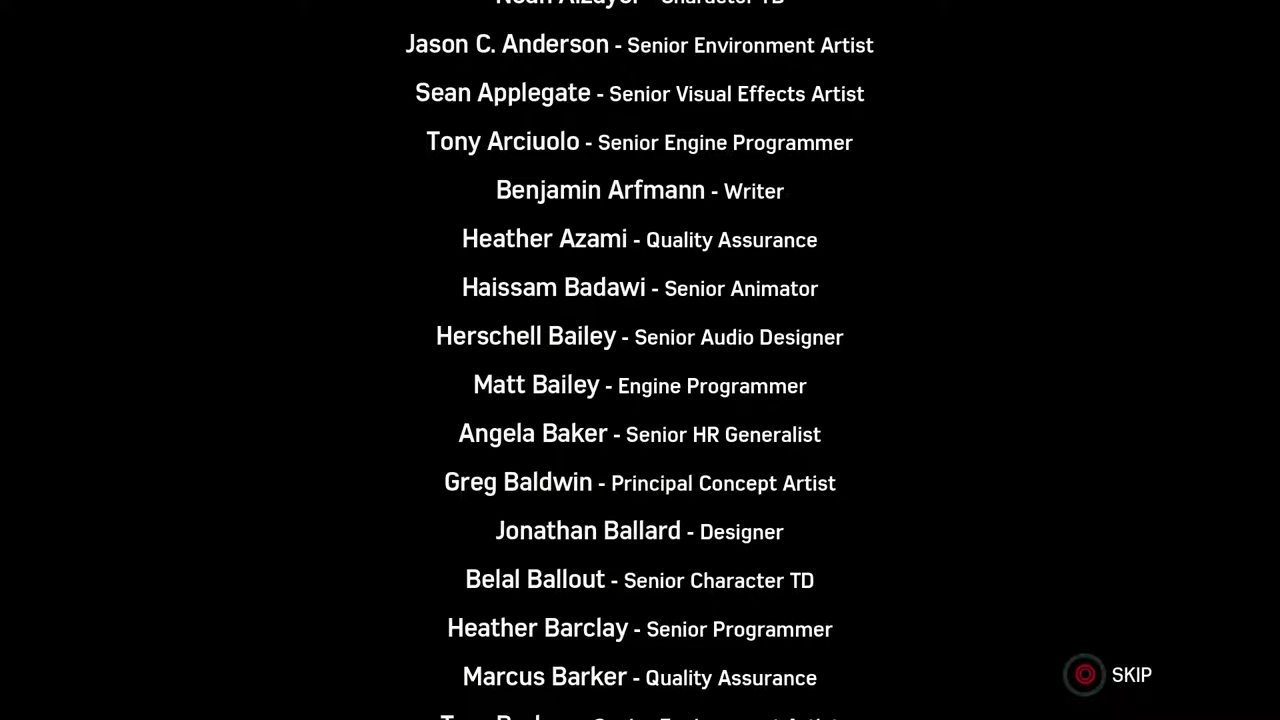 Jason C. Anderson - Senior Environment Artist
Sean Applegate - Senior Visual Effects Artist
Tony Arciuolo - Senior Engine Programmer
Benjamin Arfmann - Writer
Heather Azami - Quality Assurance
Haissam Badawi - Senior Animator
Herschell Bailey - Senior Audio Designer
Matt Bailey - Engine Programmer
Angela Baker - Senior HR Generalist
Greg Baldwin - Principal Concept Artist
Jonathan Ballard - Designer
Belal Ballout - Senior Character TD
Heather Barclay - Senior Programmer
Marcus Barker - Quality Assurance
SKIP